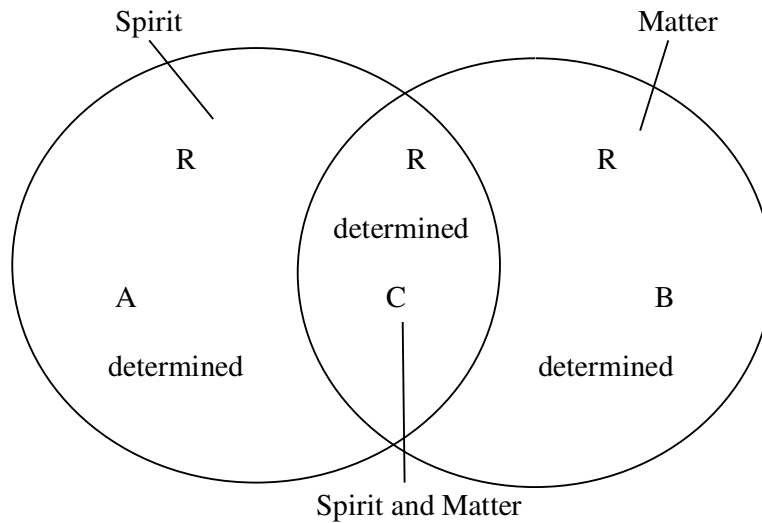 Spirit Matter
R R R
determined
A C B
determined determined
Spirit and Matter